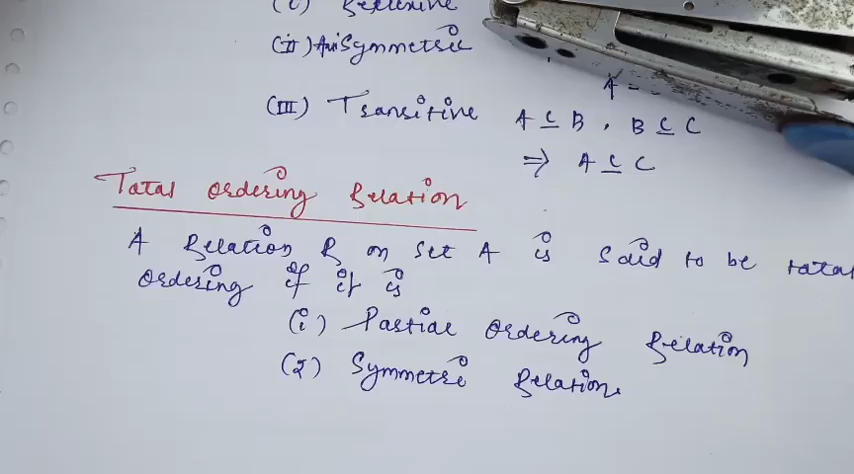 (i) Reflexive
(II) AntiSymmetric
A =
(III) Transitive A ⊆ B , B ⊆ C
⇒ A ⊆ C
Total ordering Relation
A Relation R on set A is said to be total
ordering if it is
(i) Partial ordering Relation
(2) Symmetric Relation.